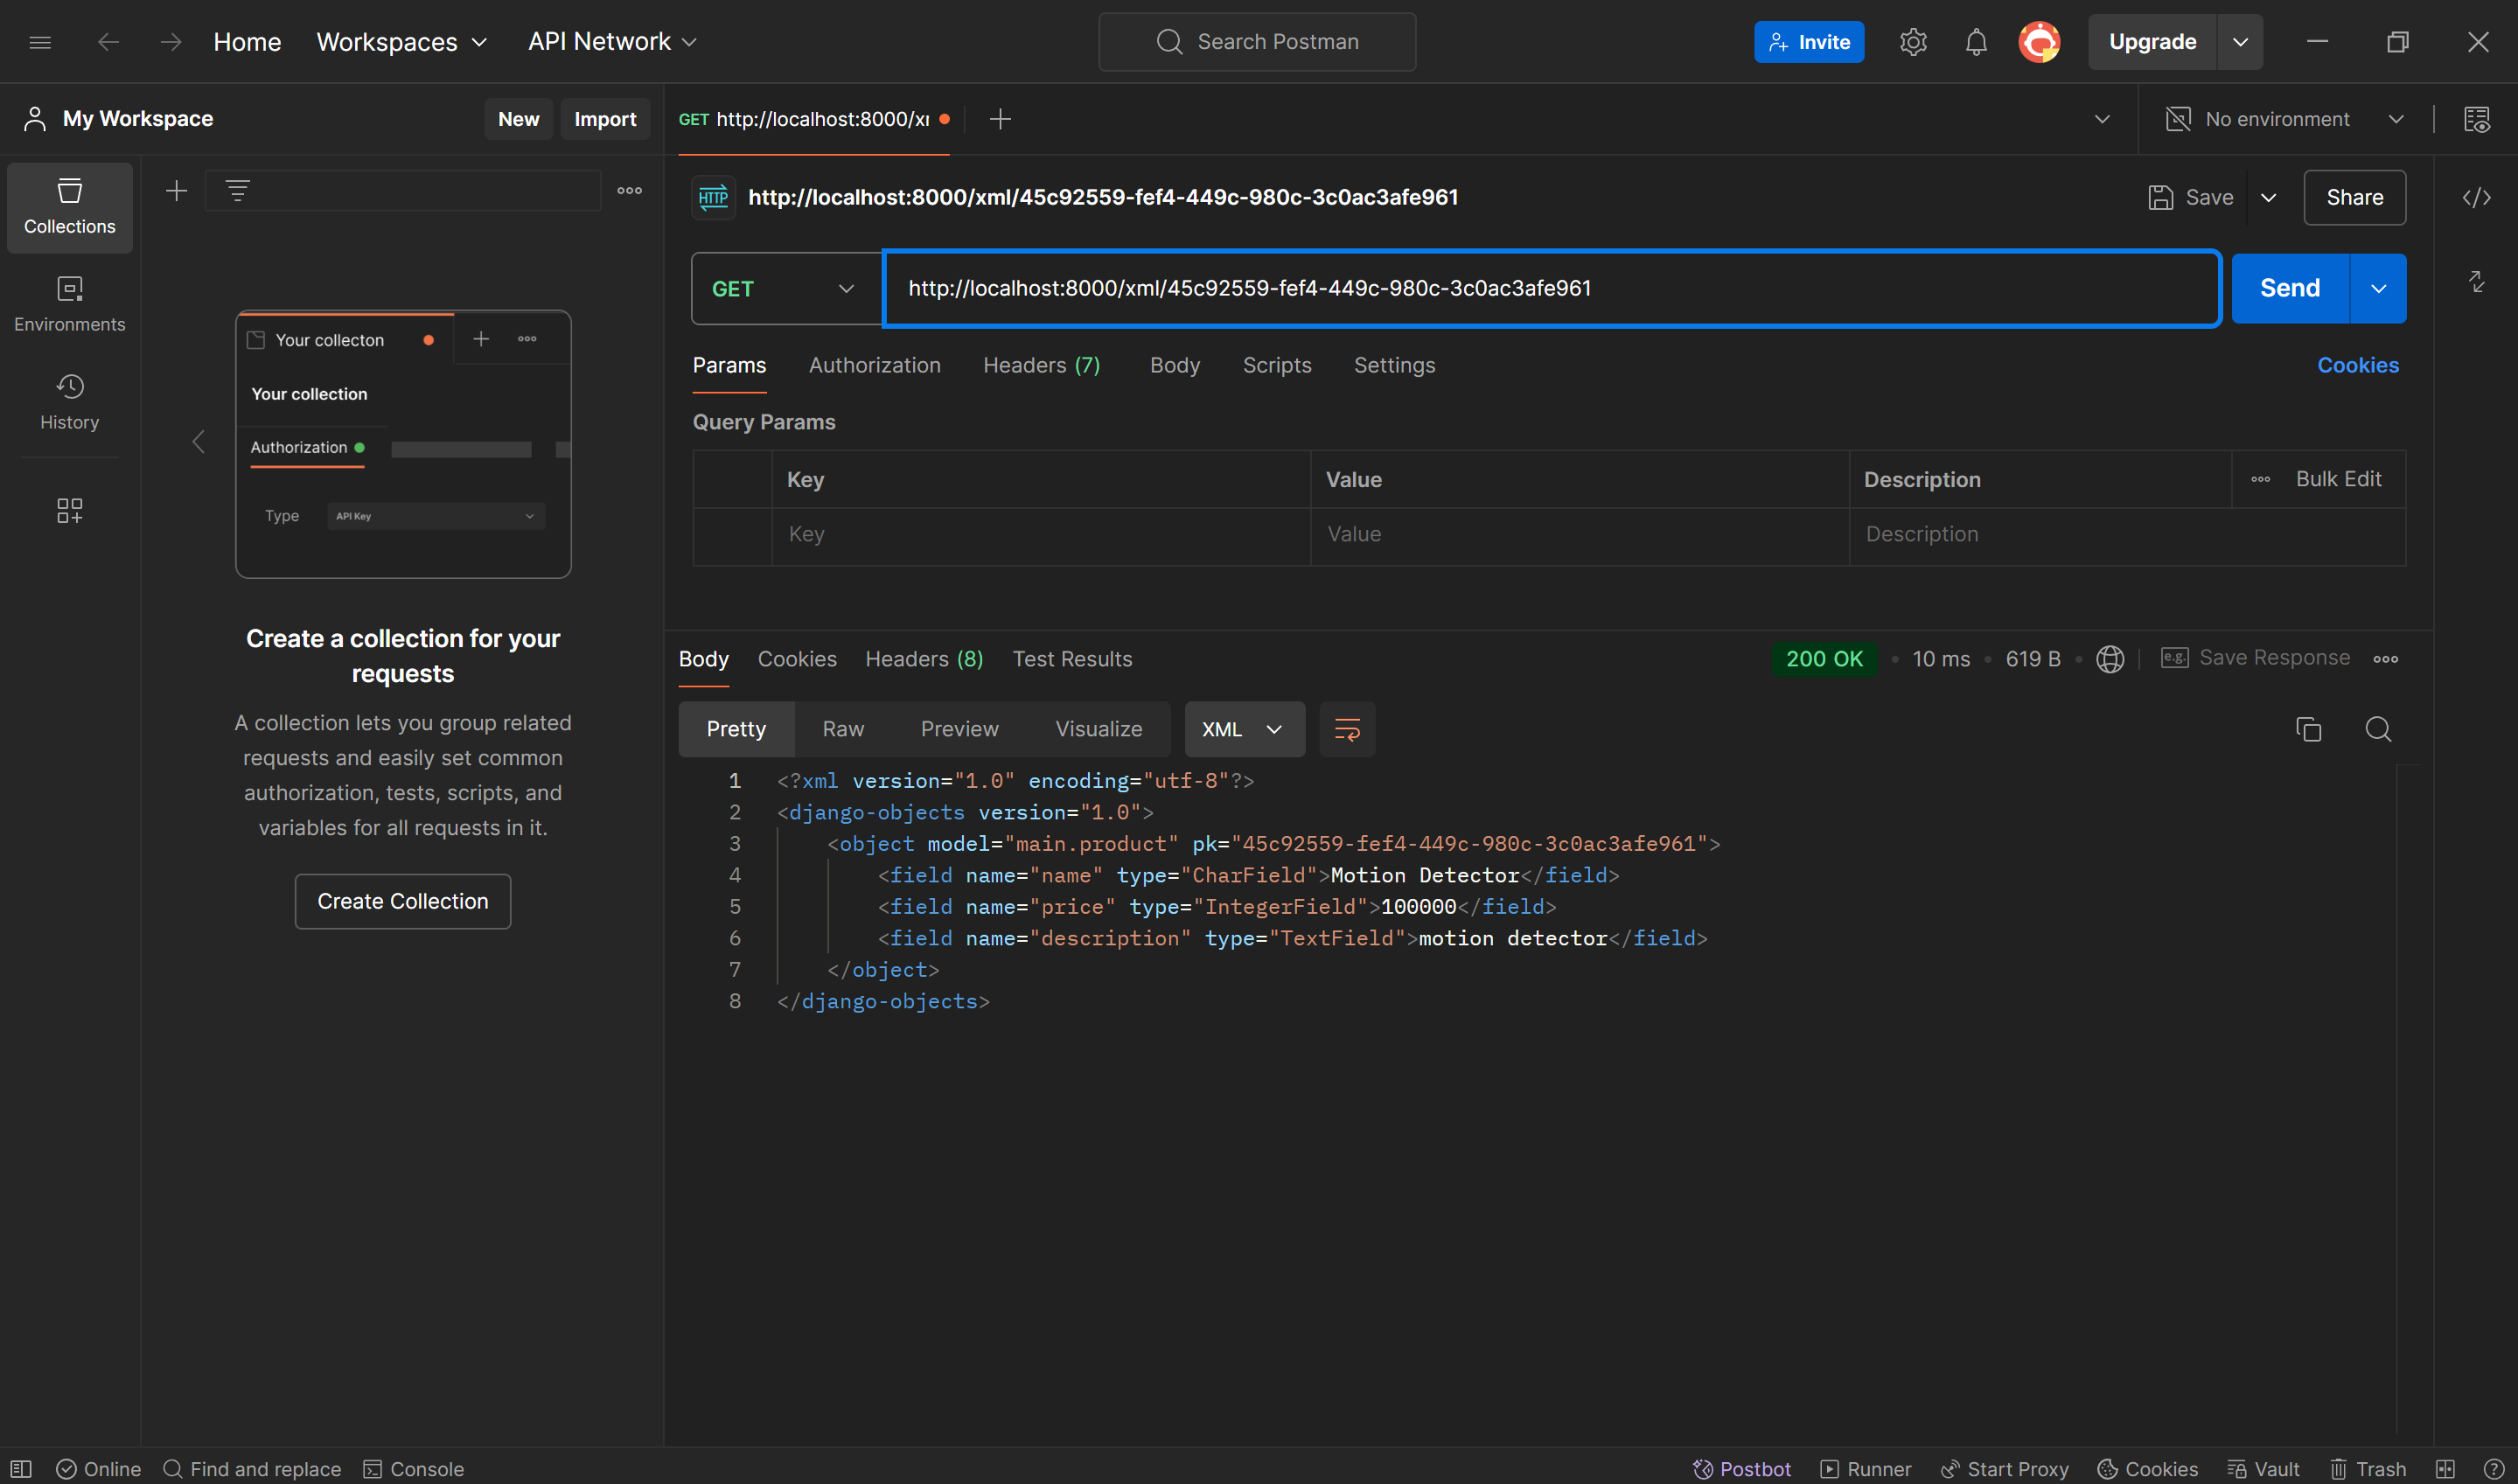 Home Workspaces API Network Search Postman Invite Upgrade
My Workspace New Import GET http://localhost:8000/x No environment
Collections
Environments
History
Your collecton
Your collection
Authorization
Type API Key
Create a collection for your
requests
A collection lets you group related
requests and easily set common
authorization, tests, scripts, and
variables for all requests in it.
Create Collection
HTTP http://localhost:8000/xml/45c92559-fef4-449c-980c-3c0ac3afe961 Save Share
GET http://localhost:8000/xml/45c92559-fef4-449c-980c-3c0ac3afe961 Send
Params Authorization Headers (7) Body Scripts Settings Cookies
Query Params
Key Value Description Bulk Edit
Key Value Description
Body Cookies Headers (8) Test Results 200 OK • 10 ms • 619 B • e.g. Save Response
Pretty Raw Preview Visualize XML
1 <?xml version="1.0" encoding="utf-8"?>
2 <django-objects version="1.0">
3 <object model="main.product" pk="45c92559-fef4-449c-980c-3c0ac3afe961">
4 <field name="name" type="CharField">Motion Detector</field>
5 <field name="price" type="IntegerField">100000</field>
6 <field name="description" type="TextField">motion detector</field>
7 </object>
8 </django-objects>
Online Find and replace Console Postbot Runner Start Proxy Cookies Vault Trash